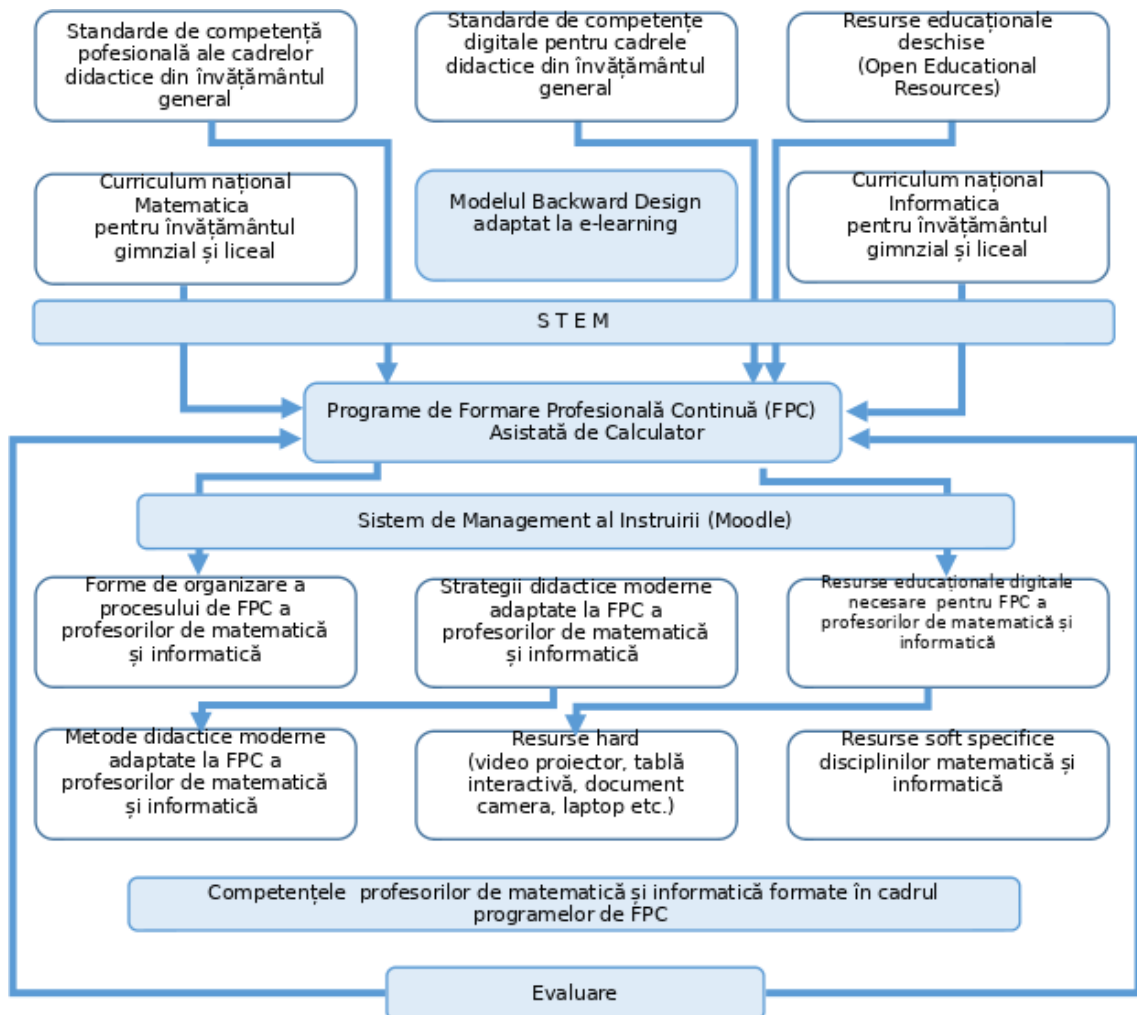 Standarde de competență
pofesională ale cadrelor
didactice din învățământul
general
Standarde de competențe
digitale pentru cadrele
didactice din învățământul
general
Resurse educaționale
deschise
(Open Educational
Resources)
Curriculum național
Matematica
pentru învățământul
gimnzial și liceal
Modelul Backward Design
adaptat la e-learning
Curriculum național
Informatica
pentru învățământul
gimnzial și liceal
S T E M
Programe de Formare Profesională Continuă (FPC)
Asistată de Calculator
Sistem de Management al Instruirii (Moodle)
Forme de organizare a
procesului de FPC a
profesorilor de matematică
și informatică
Strategii didactice moderne
adaptate la FPC a
profesorilor de matematică
și informatică
Resurse educaționale digitale
necesare pentru FPC a
profesorilor de matematică și
informatică
Metode didactice moderne
adaptate la FPC a
profesorilor de matematică
și informatică
Resurse hard
(video proiector, tablă
interactivă, document
camera, laptop etc.)
Resurse soft specifice
disciplinilor matematică și
informatică
Competențele profesorilor de matematică și informatică formate în cadrul
programelor de FPC
Evaluare